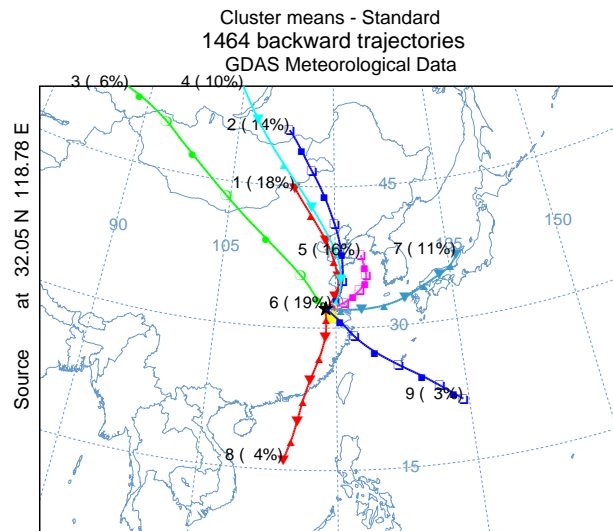 Cluster means - Standard
1464 backward trajectories
GDAS Meteorological Data
Source at 32.05 N 118.78 E
3 ( 6%)
4 (10%)
2 (14%)
1 (18%)
5 (16%)
7 (11%)
6 (19%)
9 ( 3%)
8 ( 4%)
90
105
45
135
150
30
15